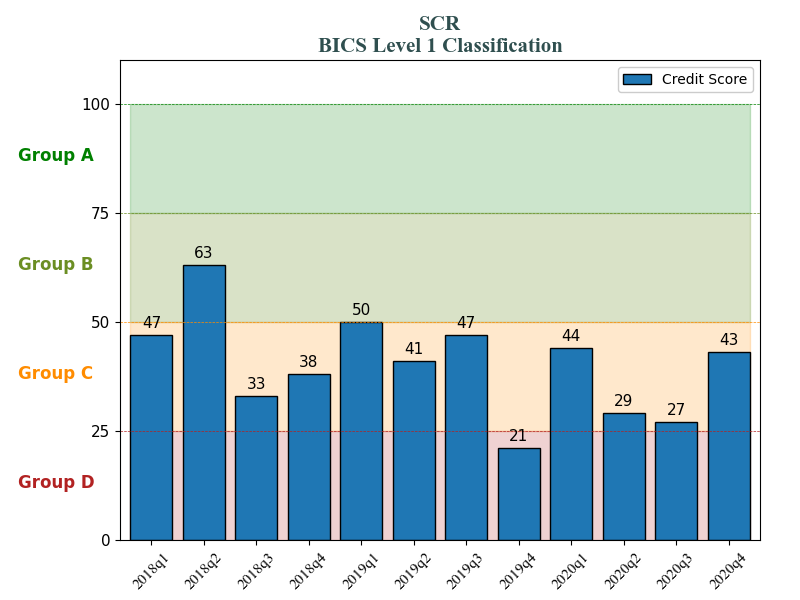 SCR
BICS Level 1 Classification
Credit Score
100
Group A
75
63
Group B
50
50
47
47
44
43
41
38
Group C
33
29
27
25
21
Group D
0
2018q1
2018q2
2018q3
2018q4
2019q1
2019q2
2019q3
2019q4
2020q1
2020q2
2020q3
2020q4